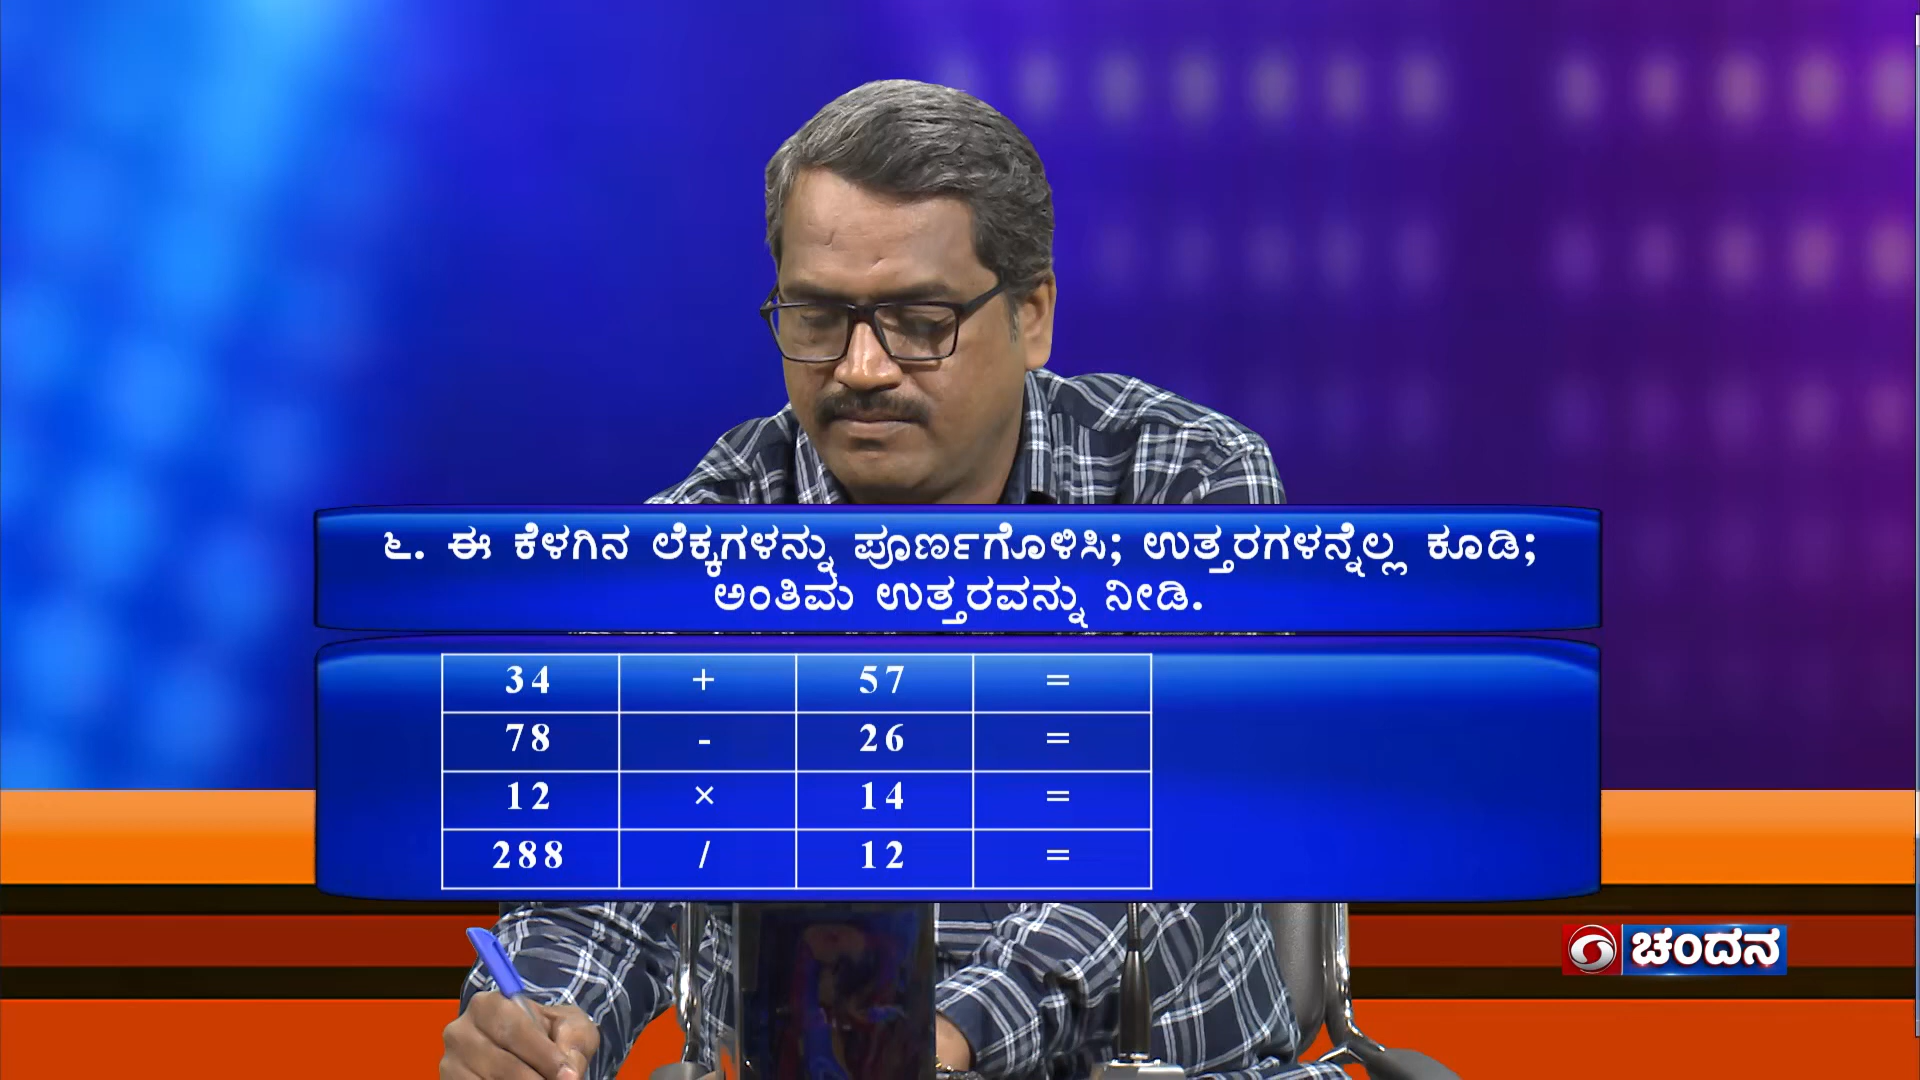 ೬. ಈ ಕೆಳಗಿನ ಲೆಕ್ಕಗಳನ್ನು ಪೂರ್ಣಗೊಳಿಸಿ; ಉತ್ತರಗಳನ್ನೆಲ್ಲ ಕೂಡಿ;
ಅಂತಿಮ ಉತ್ತರವನ್ನು ನೀಡಿ.
34 + 57 =
78 - 26 =
12 × 14 =
288 / 12 =
ಚಂದನ